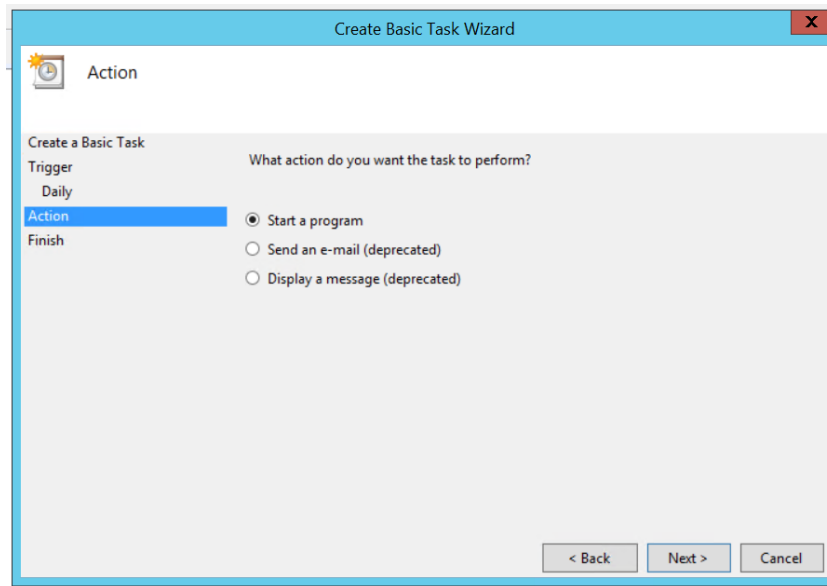 Create Basic Task Wizard
X
Action
Create a Basic Task
Trigger
Daily
Action
Finish
What action do you want the task to perform?
Start a program
Send an e-mail (deprecated)
Display a message (deprecated)
< Back
Next >
Cancel